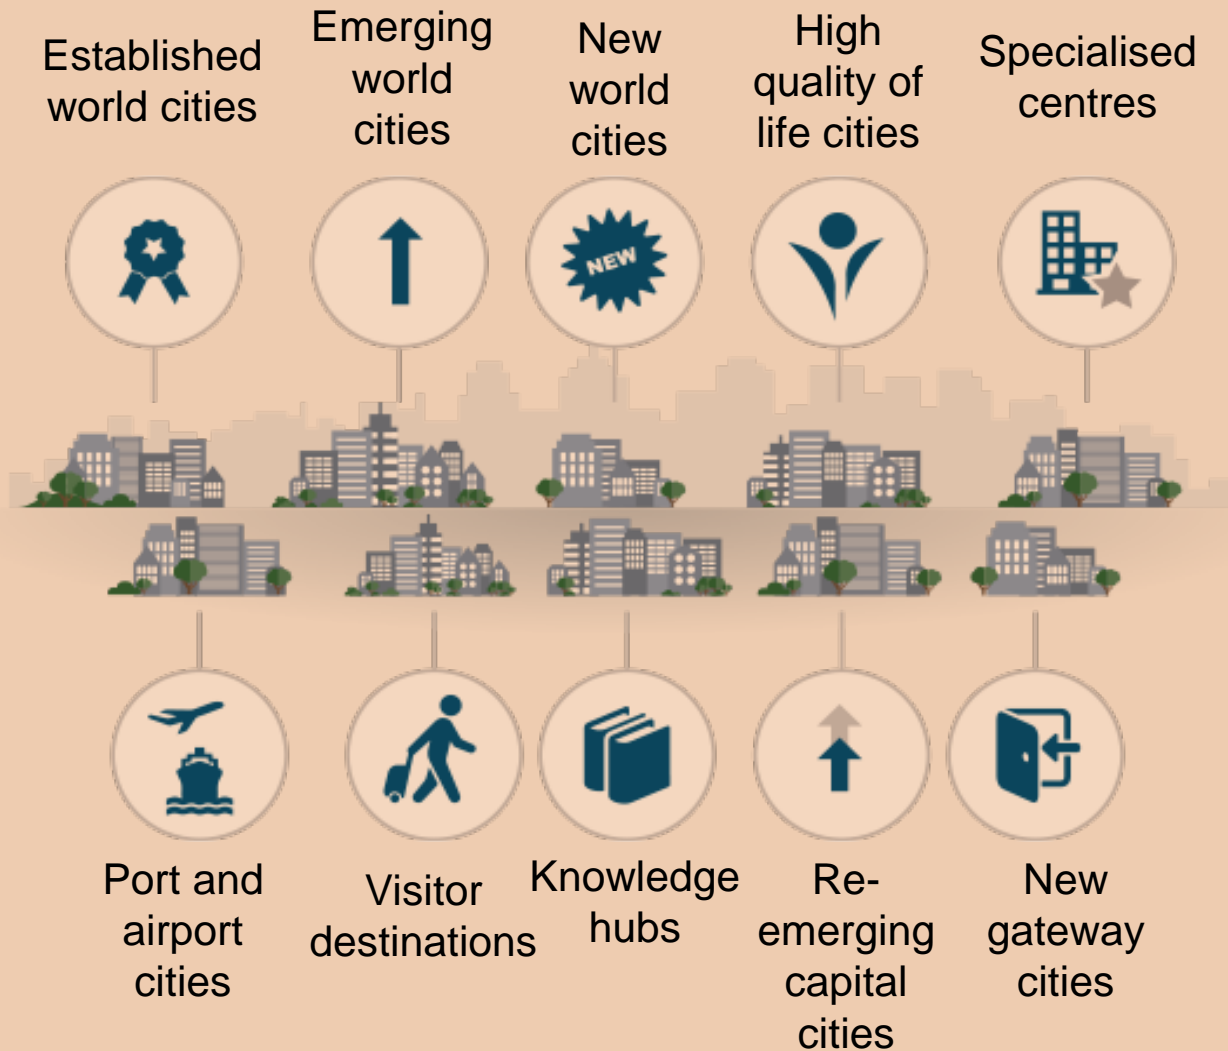 Established
world cities
Emerging
world
cities
New
world
cities
High
quality of
life cities
Specialised
centres
NEW
Port and
airport
cities
Visitor
destinations
Knowledge
hubs
Re-
emerging
capital
cities
New
gateway
cities